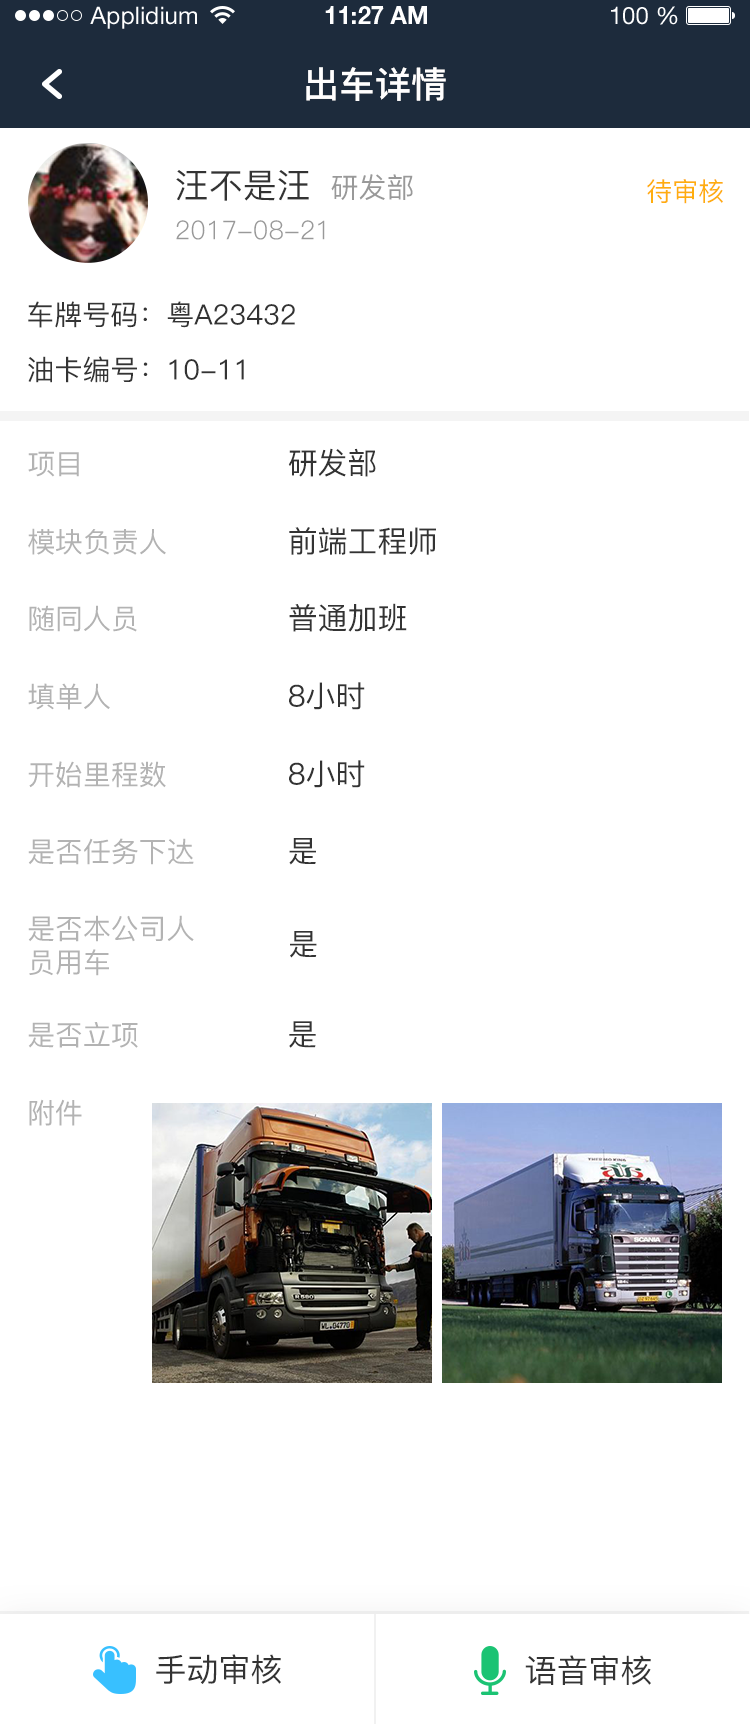 Applidium 11:27 AM 100 %
出车详情
汪不是汪 研发部
待审核
2017-08-21
车牌号码：粤A23432
油卡编号：10-11
项目 研发部
模块负责人 前端工程师
随同人员 普通加班
填单人 8小时
开始里程数 8小时
是否任务下达 是
是否本公司人
员用车 是
是否立项 是
附件
SCANIA
手动审核 语音审核